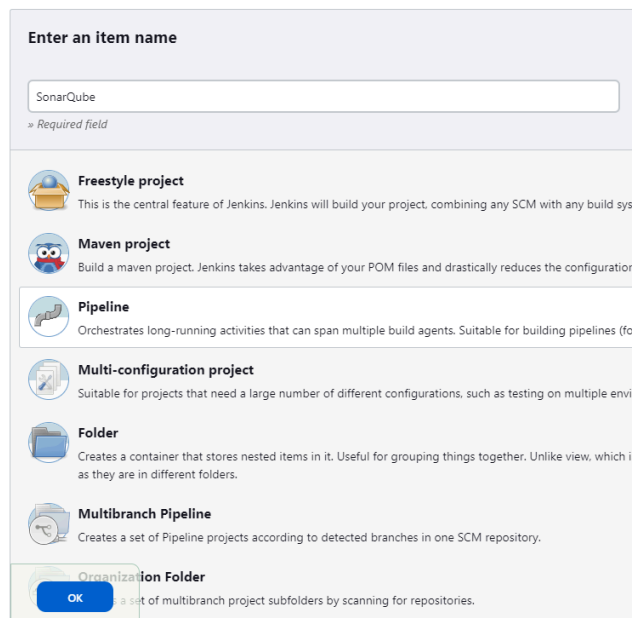 Enter an item name
SonarQube
» Required field
Freestyle project
This is the central feature of Jenkins. Jenkins will build your project, combining any SCM with any build sys
Maven project
Build a maven project. Jenkins takes advantage of your POM files and drastically reduces the configuration
Pipeline
Orchestrates long-running activities that can span multiple build agents. Suitable for building pipelines (fo
Multi-configuration project
Suitable for projects that need a large number of different configurations, such as testing on multiple envi
Folder
Creates a container that stores nested items in it. Useful for grouping things together. Unlike view, which i
as they are in different folders.
Multibranch Pipeline
Creates a set of Pipeline projects according to detected branches in one SCM repository.
Organization Folder
set of multibranch project subfolders by scanning for repositories.
OK